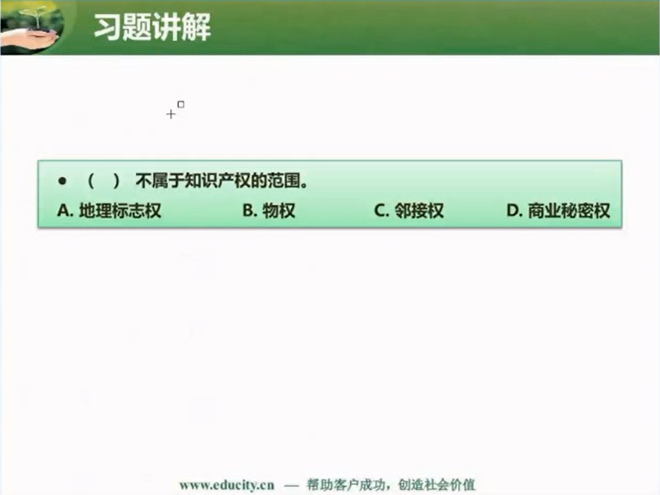 习题讲解
● （ ） 不属于知识产权的范围。
A. 地理标志权 B. 物权 C. 邻接权 D. 商业秘密权
www.educity.cn — 帮助客户成功，创造社会价值